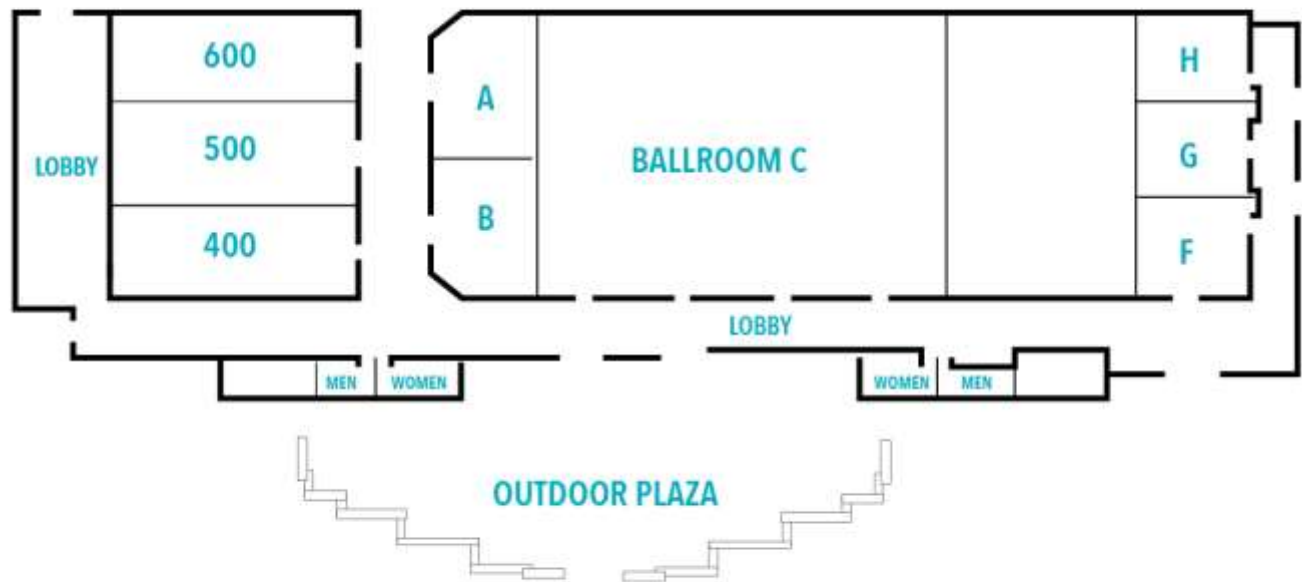 600
500
400
LOBBY
A
B
BALLROOM C
H
G
F
LOBBY
MEN
WOMEN
WOMEN
MEN
OUTDOOR PLAZA